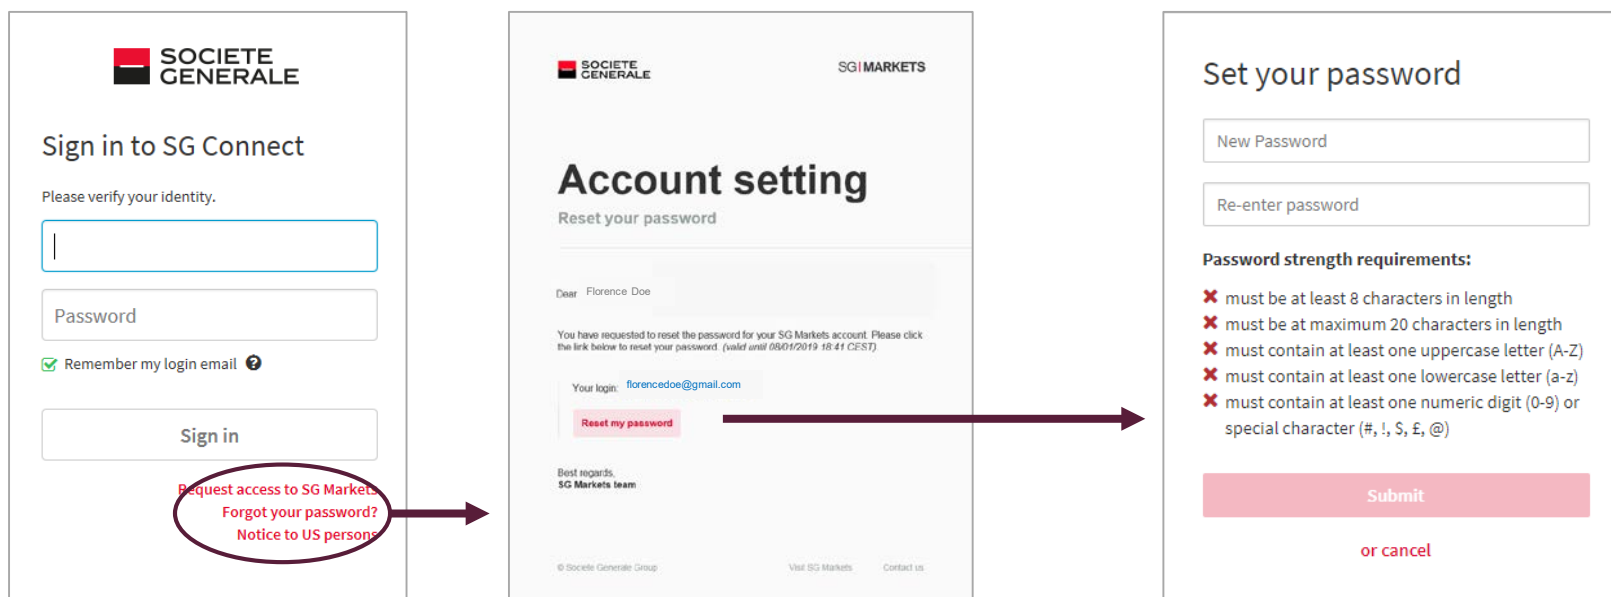 SOCIETE
GENERALE
Sign in to SG Connect
Please verify your identity.
Password
Remember my login email ?
Sign in
Request access to SG Markets
Forgot your password?
Notice to US persons
SOCIETE
GENERALE
SG|MARKETS
Account setting
Reset your password
Dear Florence Doe
You have requested to reset the password for your SG Markets account. Please click
the link below to reset your password. (valid until 08/01/2019 18:41 CEST).
Your login: florencedoe@gmail.com
Reset my password
Best regards,
SG Markets team
© Societe Generale Group
Visit SG Markets
Contact us
Set your password
New Password
Re-enter password
Password strength requirements:
must be at least 8 characters in length
must be at maximum 20 characters in length
must contain at least one uppercase letter (A-Z)
must contain at least one lowercase letter (a-z)
must contain at least one numeric digit (0-9) or
special character (#, !, $, £, @)
Submit
or cancel